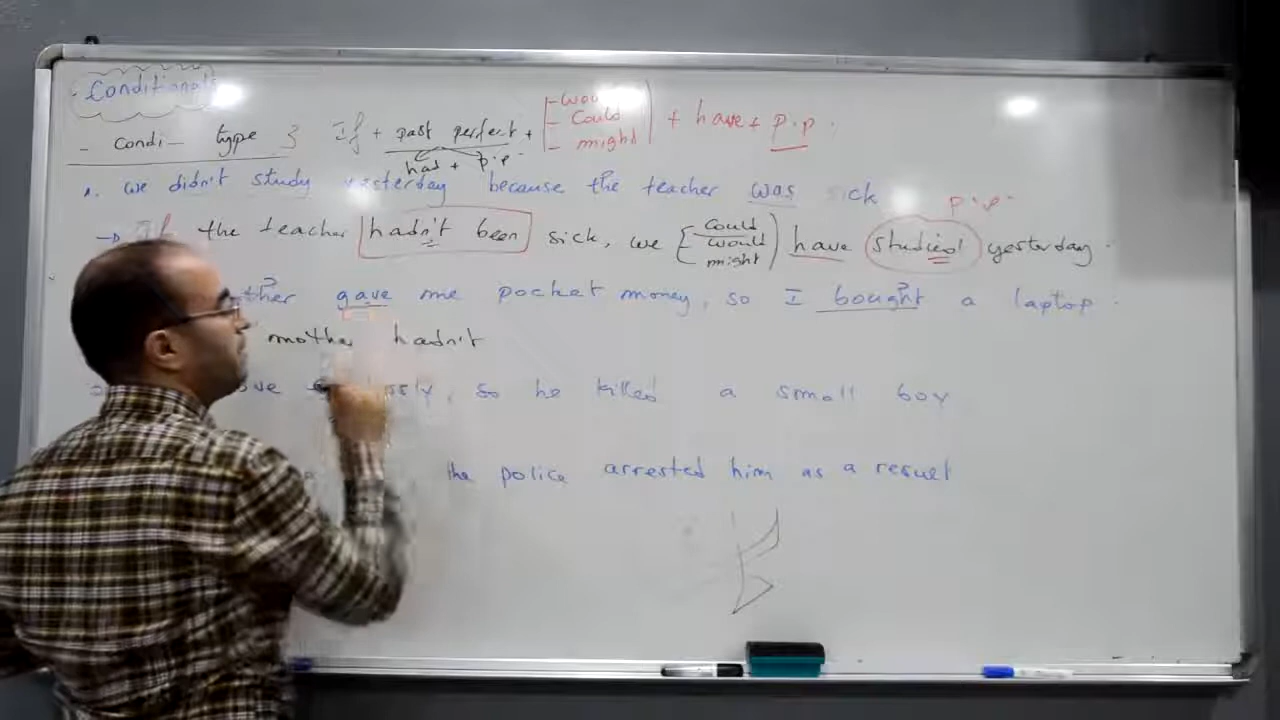 - Conditionals
- Condi- type 3 If + past perfect + - would - Could - might + have + p.p.
had + p.p-
1. we didn't study yesterday because the teacher was sick
p.p-
→ If the teacher hadn't been sick, we could would might have studied yesterday.
gave me pocket money, so I bought a laptop.
mother hadn't
so he killed a small boy
the police arrested him as a result